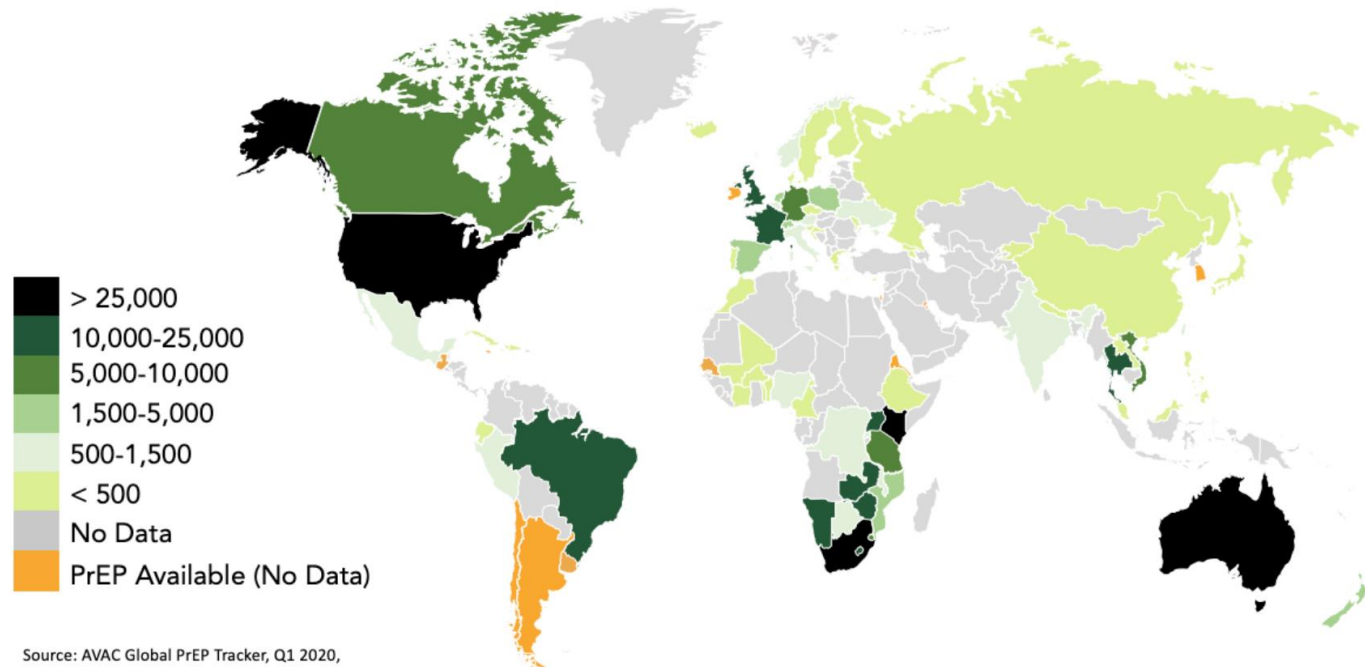 > 25,000
10,000-25,000
5,000-10,000
1,500-5,000
500-1,500
< 500
No Data
PrEP Available (No Data)
Source: AVAC Global PrEP Tracker, Q1 2020,